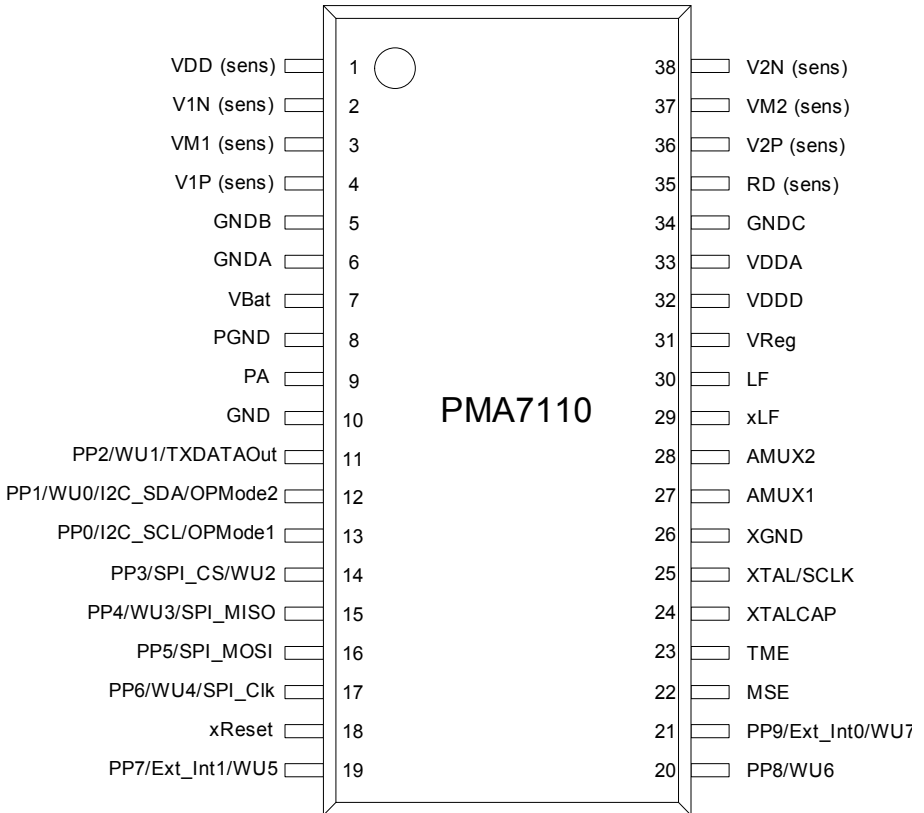 VDD (sens) 1 38 V2N (sens)
V1N (sens) 2 37 VM2 (sens)
VM1 (sens) 3 36 V2P (sens)
V1P (sens) 4 35 RD (sens)
GNDB 5 34 GNDC
GNDA 6 33 VDDA
VBat 7 32 VDDD
PGND 8 31 VReg
PA 9 30 LF
PMA7110
GND 10 29 xLF
PP2/WU1/TXDATAOut 11 28 AMUX2
PP1/WU0/I2C_SDA/OPMode2 12 27 AMUX1
PP0/I2C_SCL/OPMode1 13 26 XGND
PP3/SPI_CS/WU2 14 25 XTAL/SCLK
PP4/WU3/SPI_MISO 15 24 XTALCAP
PP5/SPI_MOSI 16 23 TME
PP6/WU4/SPI_Clk 17 22 MSE
xReset 18 21 PP9/Ext_Int0/WU7
PP7/Ext_Int1/WU5 19 20 PP8/WU6